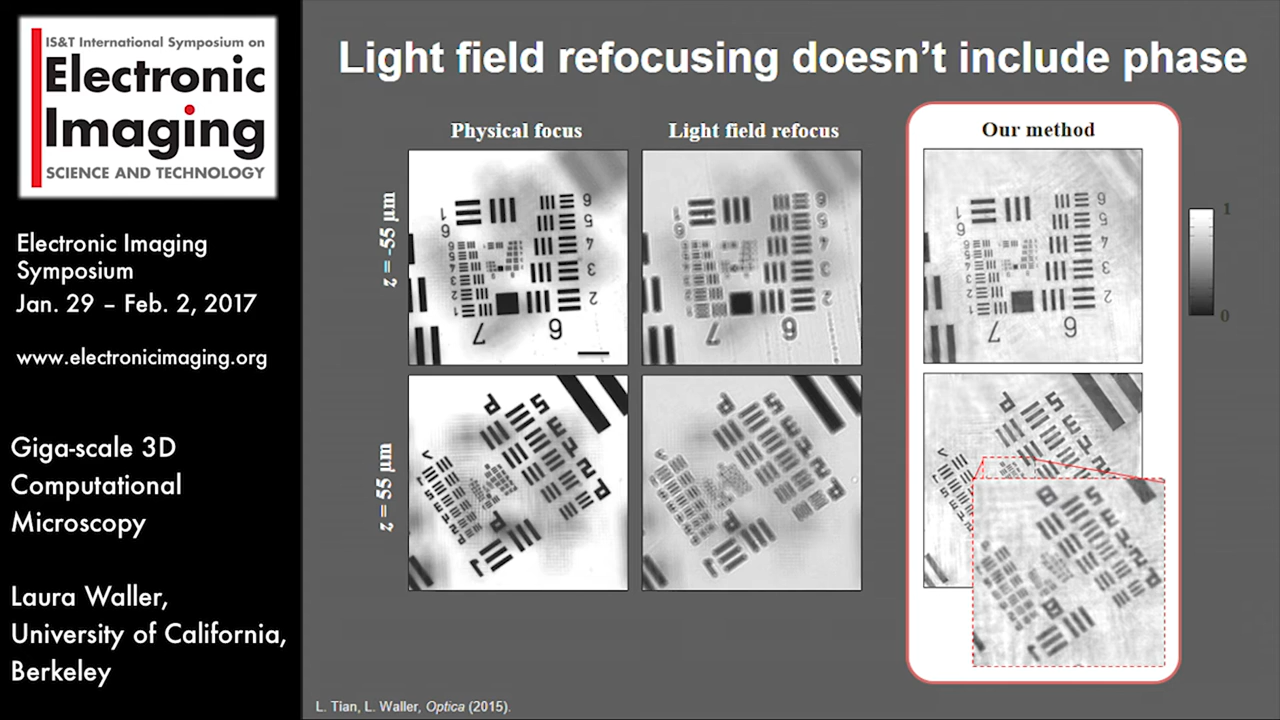 IS&T International Symposium on
Electronic
Imaging
SCIENCE AND TECHNOLOGY
Electronic Imaging
Symposium
Jan. 29 – Feb. 2, 2017
www.electronicimaging.org
Giga-scale 3D
Computational
Microscopy
Laura Waller,
University of California,
Berkeley
Light field refocusing doesn’t include phase
Physical focus
Light field refocus
Our method
z = -55 µm
z = 55 µm
1
0
L. Tian, L. Waller, Optica (2015).